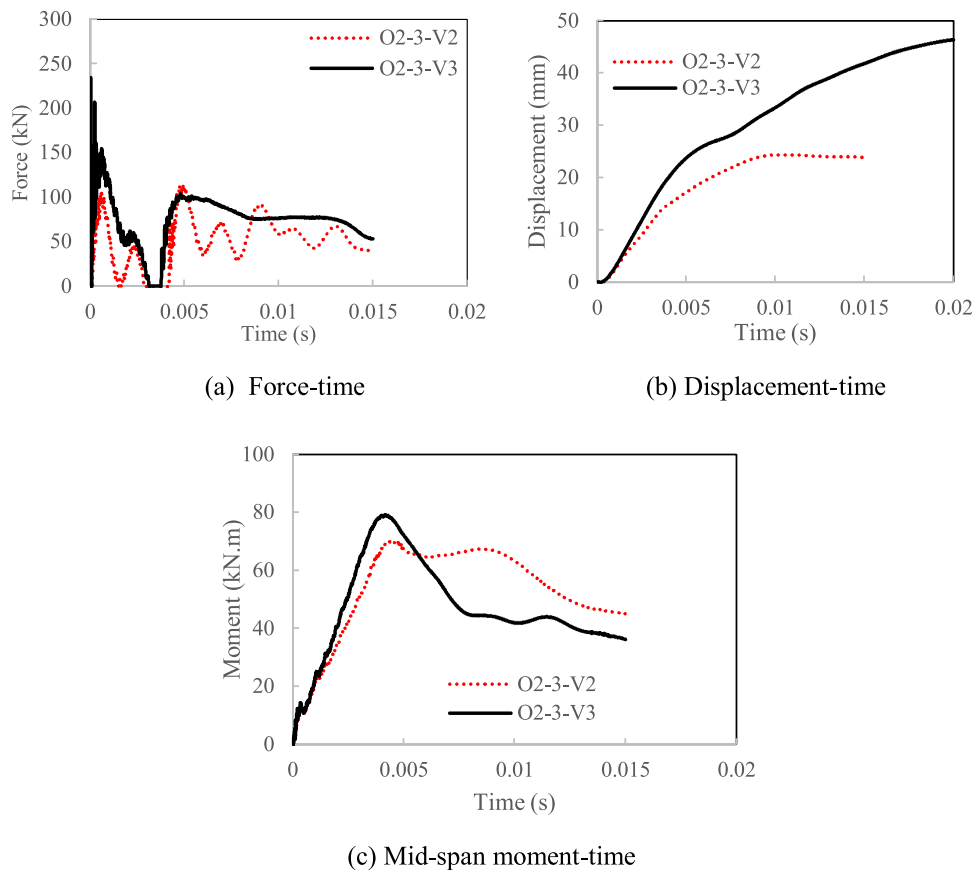 300
250
200
150
100
50
0
Force (kN)
O2-3-V2
O2-3-V3
0 0.005 0.01 0.015 0.02
Time (s)
(a) Force-time
50
40
30
20
10
0
Displacement (mm)
O2-3-V2
O2-3-V3
0 0.005 0.01 0.015 0.02
Time (s)
(b) Displacement-time
100
80
60
40
20
0
Moment (kN.m)
O2-3-V2
O2-3-V3
0 0.005 0.01 0.015 0.02
Time (s)
(c) Mid-span moment-time